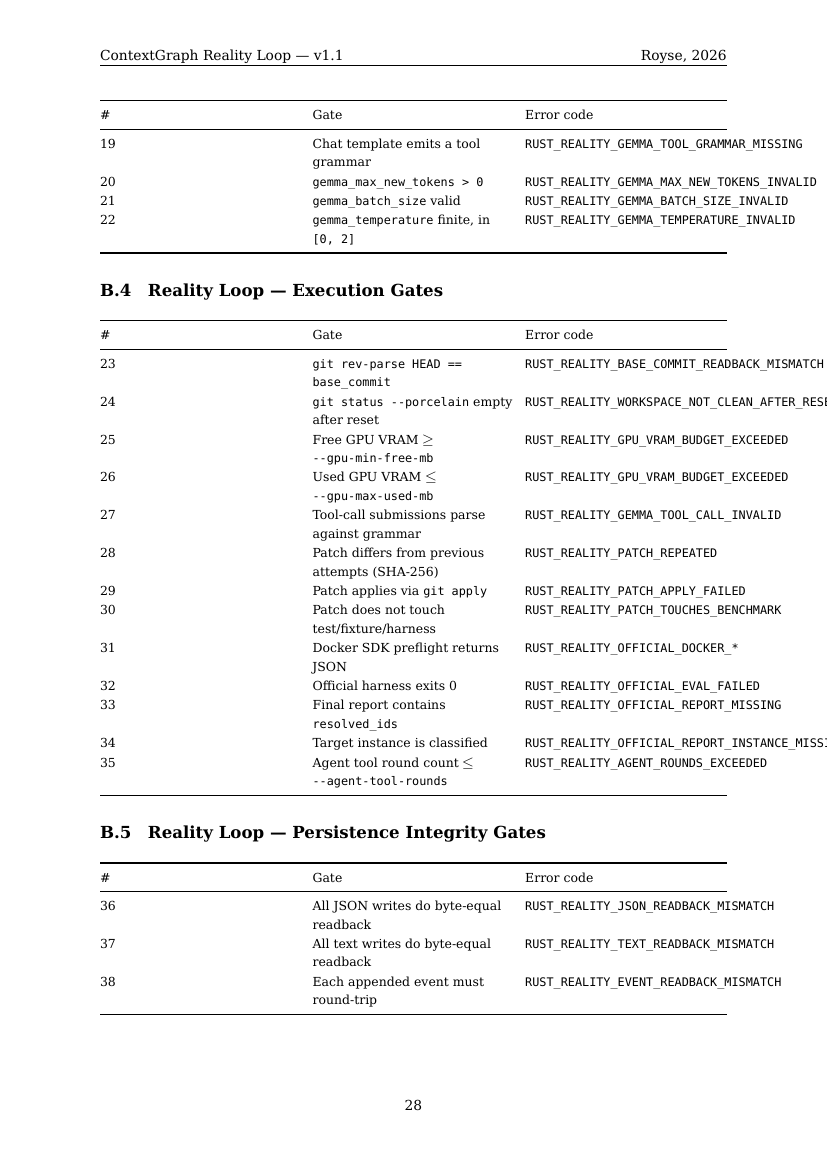 ContextGraph Reality Loop — v1.1 Royse, 2026
# Gate Error code
19 Chat template emits a tool RUST_REALITY_GEMMA_TOOL_GRAMMAR_MISSING
grammar
20 gemma_max_new_tokens > 0 RUST_REALITY_GEMMA_MAX_NEW_TOKENS_INVALID
21 gemma_batch_size valid RUST_REALITY_GEMMA_BATCH_SIZE_INVALID
22 gemma_temperature finite, in RUST_REALITY_GEMMA_TEMPERATURE_INVALID
[0, 2]
B.4 Reality Loop — Execution Gates
# Gate Error code
23 git rev-parse HEAD == RUST_REALITY_BASE_COMMIT_READBACK_MISMATCH
base_commit
24 git status --porcelain empty RUST_REALITY_WORKSPACE_NOT_CLEAN_AFTER_RESE
after reset
25 Free GPU VRAM ≥ RUST_REALITY_GPU_VRAM_BUDGET_EXCEEDED
--gpu-min-free-mb
26 Used GPU VRAM ≤ RUST_REALITY_GPU_VRAM_BUDGET_EXCEEDED
--gpu-max-used-mb
27 Tool-call submissions parse RUST_REALITY_GEMMA_TOOL_CALL_INVALID
against grammar
28 Patch differs from previous RUST_REALITY_PATCH_REPEATED
attempts (SHA-256)
29 Patch applies via git apply RUST_REALITY_PATCH_APPLY_FAILED
30 Patch does not touch RUST_REALITY_PATCH_TOUCHES_BENCHMARK
test/fixture/harness
31 Docker SDK preflight returns RUST_REALITY_OFFICIAL_DOCKER_*
JSON
32 Official harness exits 0 RUST_REALITY_OFFICIAL_EVAL_FAILED
33 Final report contains RUST_REALITY_OFFICIAL_REPORT_MISSING
resolved_ids
34 Target instance is classified RUST_REALITY_OFFICIAL_REPORT_INSTANCE_MISSI
35 Agent tool round count ≤ RUST_REALITY_AGENT_ROUNDS_EXCEEDED
--agent-tool-rounds
B.5 Reality Loop — Persistence Integrity Gates
# Gate Error code
36 All JSON writes do byte-equal RUST_REALITY_JSON_READBACK_MISMATCH
readback
37 All text writes do byte-equal RUST_REALITY_TEXT_READBACK_MISMATCH
readback
38 Each appended event must RUST_REALITY_EVENT_READBACK_MISMATCH
round-trip
28